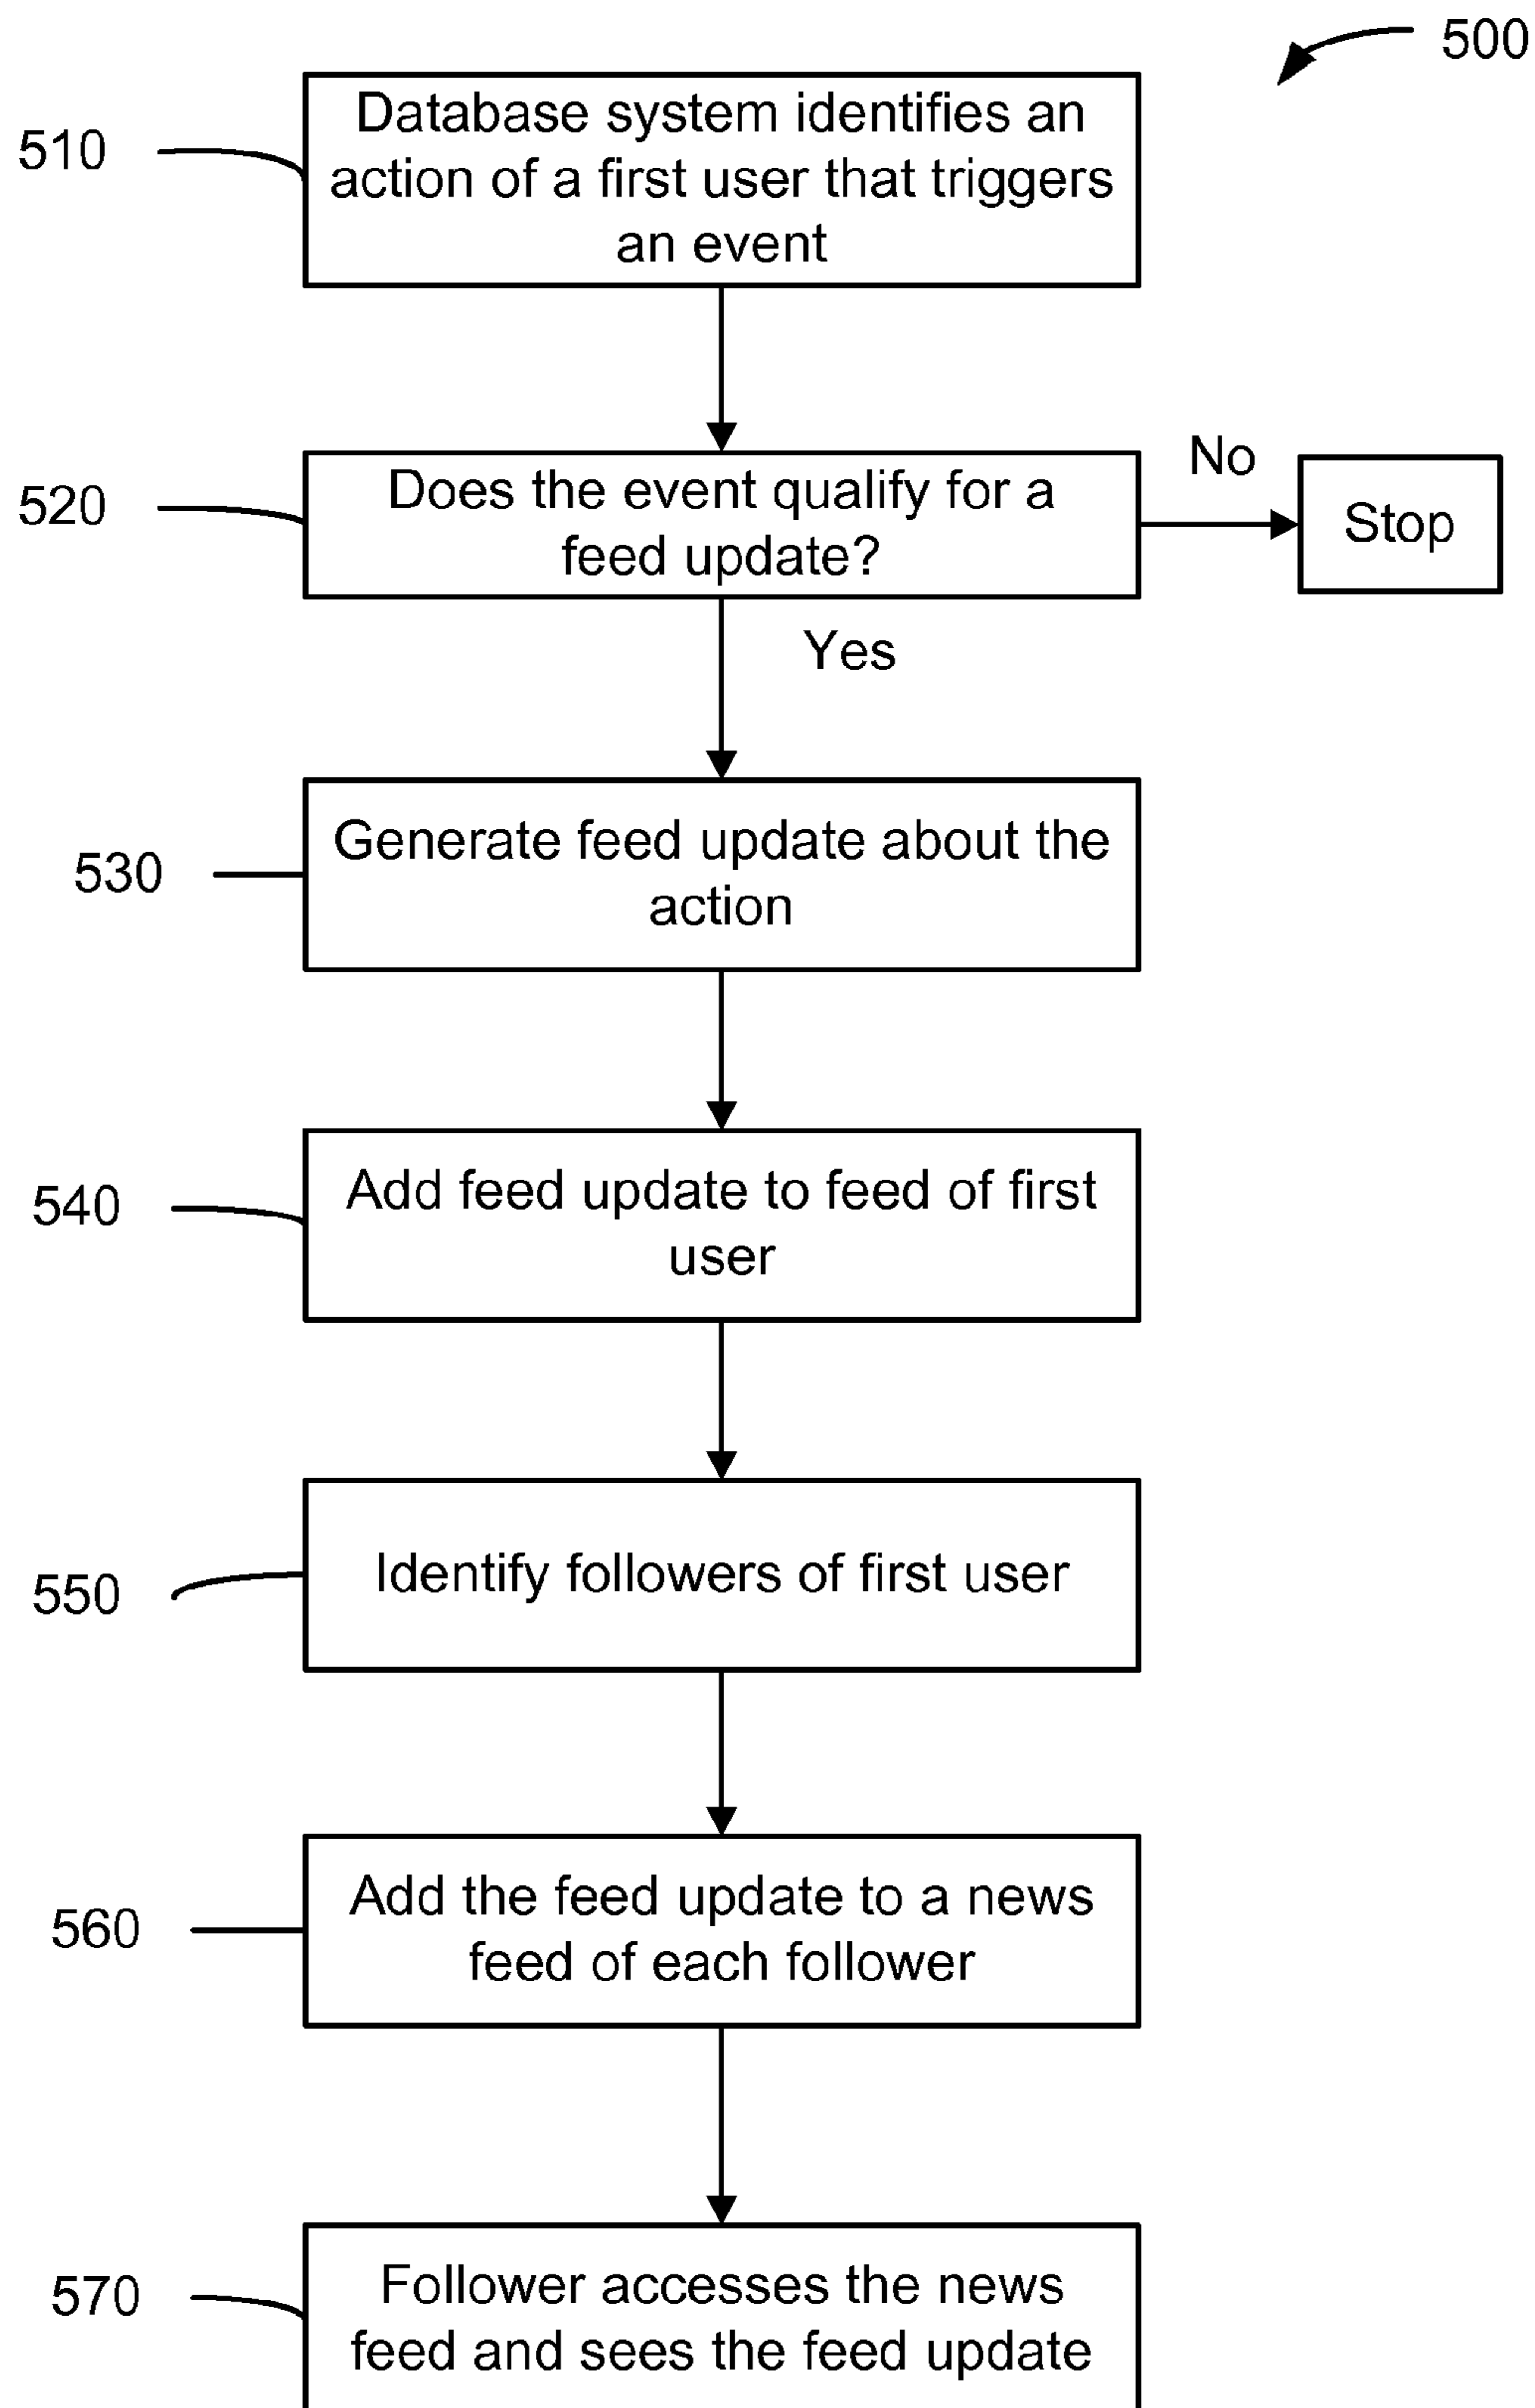 500
510
Database system identifies an
action of a first user that triggers
an event
520
Does the event qualify for a
feed update?
No
Stop
Yes
530
Generate feed update about the
action
540
Add feed update to feed of first
user
550
Identify followers of first user
560
Add the feed update to a news
feed of each follower
570
Follower accesses the news
feed and sees the feed update